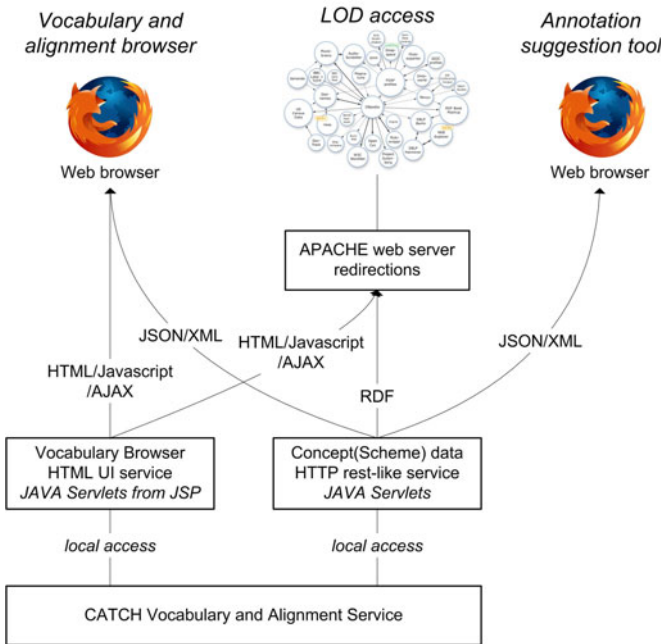 Vocabulary and
alignment browser
LOD access
Annotation
suggestion tool
Web browser
Web browser
APACHE web server
redirections
JSON/XML
JSON/XML
HTML/Javascript
/AJAX
HTML/Javascript
/AJAX
RDF
Vocabulary Browser
HTML UI service
JAVA Servlets from JSP
Concept(Scheme) data
HTTP rest-like service
JAVA Servlets
local access
local access
CATCH Vocabulary and Alignment Service